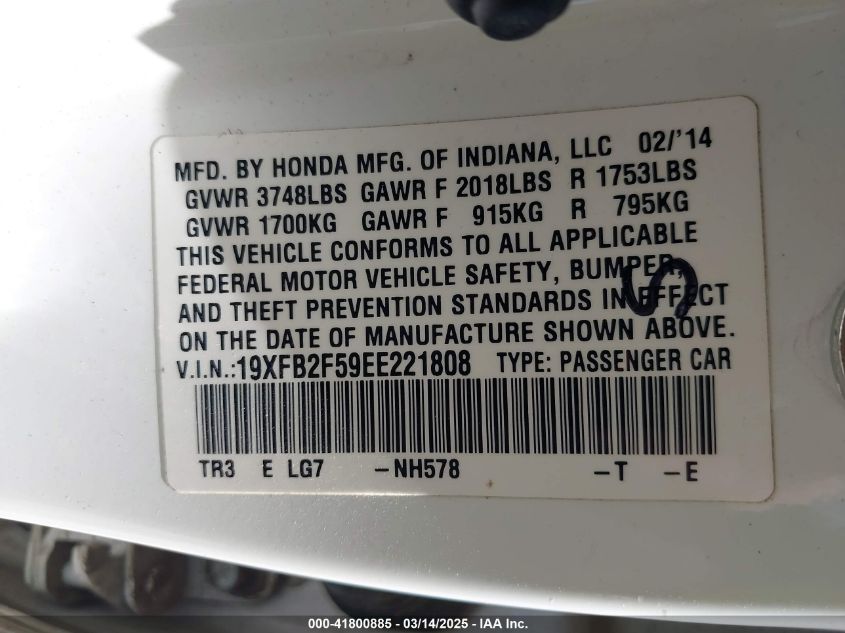 MFD. BY HONDA MFG. OF INDIANA, LLC 02/'14
GVWR 3748LBS GAWR F 2018LBS R 1753LBS
GVWR 1700KG GAWR F 915KG R 795KG
THIS VEHICLE CONFORMS TO ALL APPLICABLE
FEDERAL MOTOR VEHICLE SAFETY, BUMPER,
AND THEFT PREVENTION STANDARDS IN EFFECT
ON THE DATE OF MANUFACTURE SHOWN ABOVE.
V.I.N.:19XFB2F59EE221808 TYPE: PASSENGER CAR
TR3 E LG7 -NH578 -T -E
S
000-41800885 - 03/14/2025 - IAA Inc.